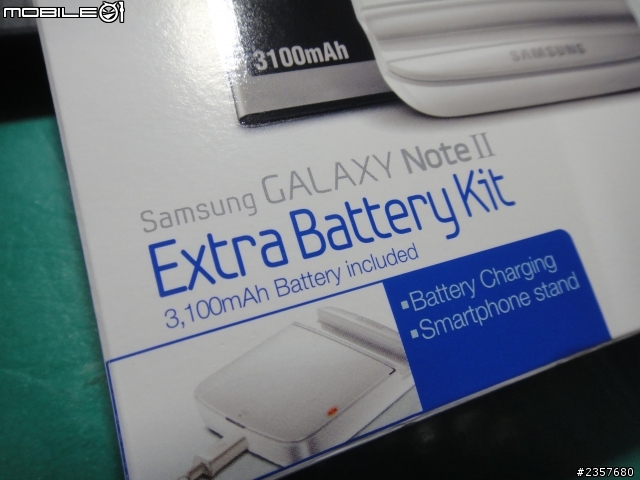 MOBILE01
3100mAh
SAMSUNG
Samsung GALAXY Note II
Extra Battery Kit
3,100mAh Battery included
▪Battery Charging
▪Smartphone stand
#2357680